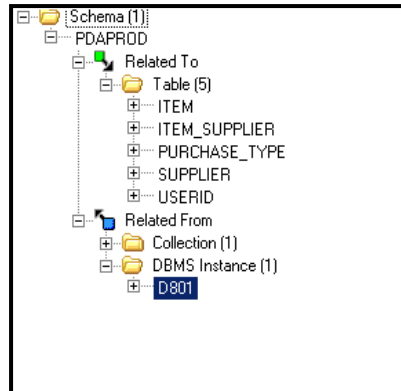 Schema (1)
PDAPROD
Related To
Table (5)
ITEM
ITEM_SUPPLIER
PURCHASE_TYPE
SUPPLIER
USERID
Related From
Collection (1)
DBMS Instance (1)
D801